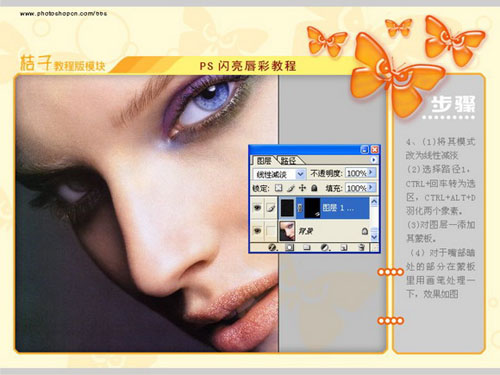 www.photoshopcn.com/bbs
桔子教程版模块
PS 闪亮唇彩教程
步骤
4、(1)将其模式
改为线性减淡
(2)选择路径1,
CTRL+回车转为选
区, CTRL+ALT+D
羽化两个像素。
(3)对图层一添加
其蒙板。
(4) 对于嘴部暗
处的部分在蒙板
里用画笔处理一
下, 效果如图
图层 路径
线性减淡 不透明度: 100%
锁定: 填充: 100%
图层 1 ...
背景